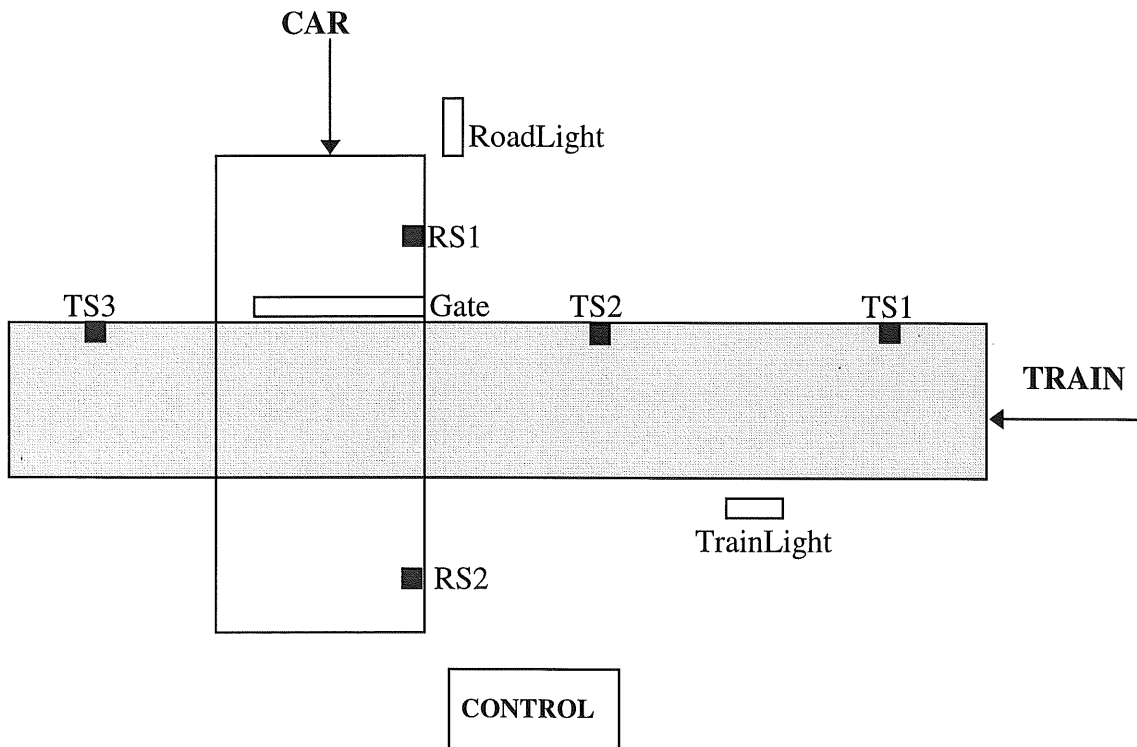 CAR
RoadLight
RS1
TS3
Gate
TS2
TS1
TRAIN
TrainLight
RS2
CONTROL